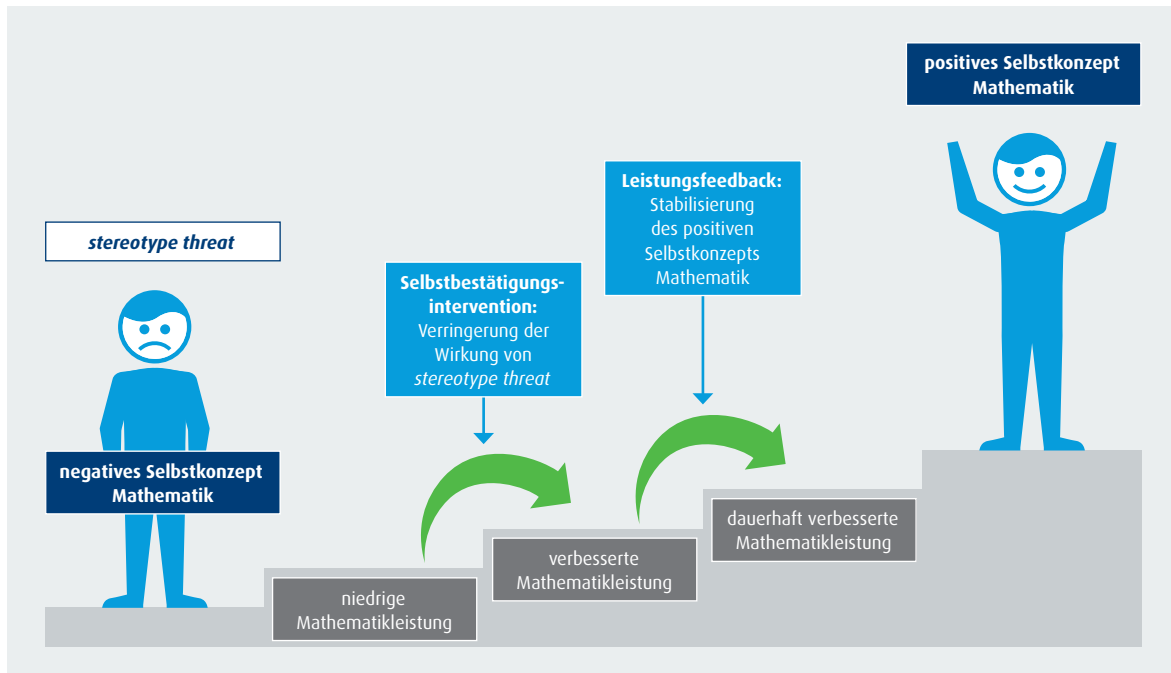 positives Selbstkonzept
Mathematik
Leistungsfeedback:
Stabilisierung
des positiven
Selbstkonzepts
Mathematik
stereotype threat
Selbstbestätigungs-
intervention:
Verringerung der
Wirkung von
stereotype threat
negatives Selbstkonzept
Mathematik
niedrige
Mathematikleistung
verbesserte
Mathematikleistung
dauerhaft verbesserte
Mathematikleistung